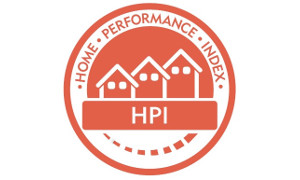 · HOME · PERFORMANCE · INDEX ·
HPI